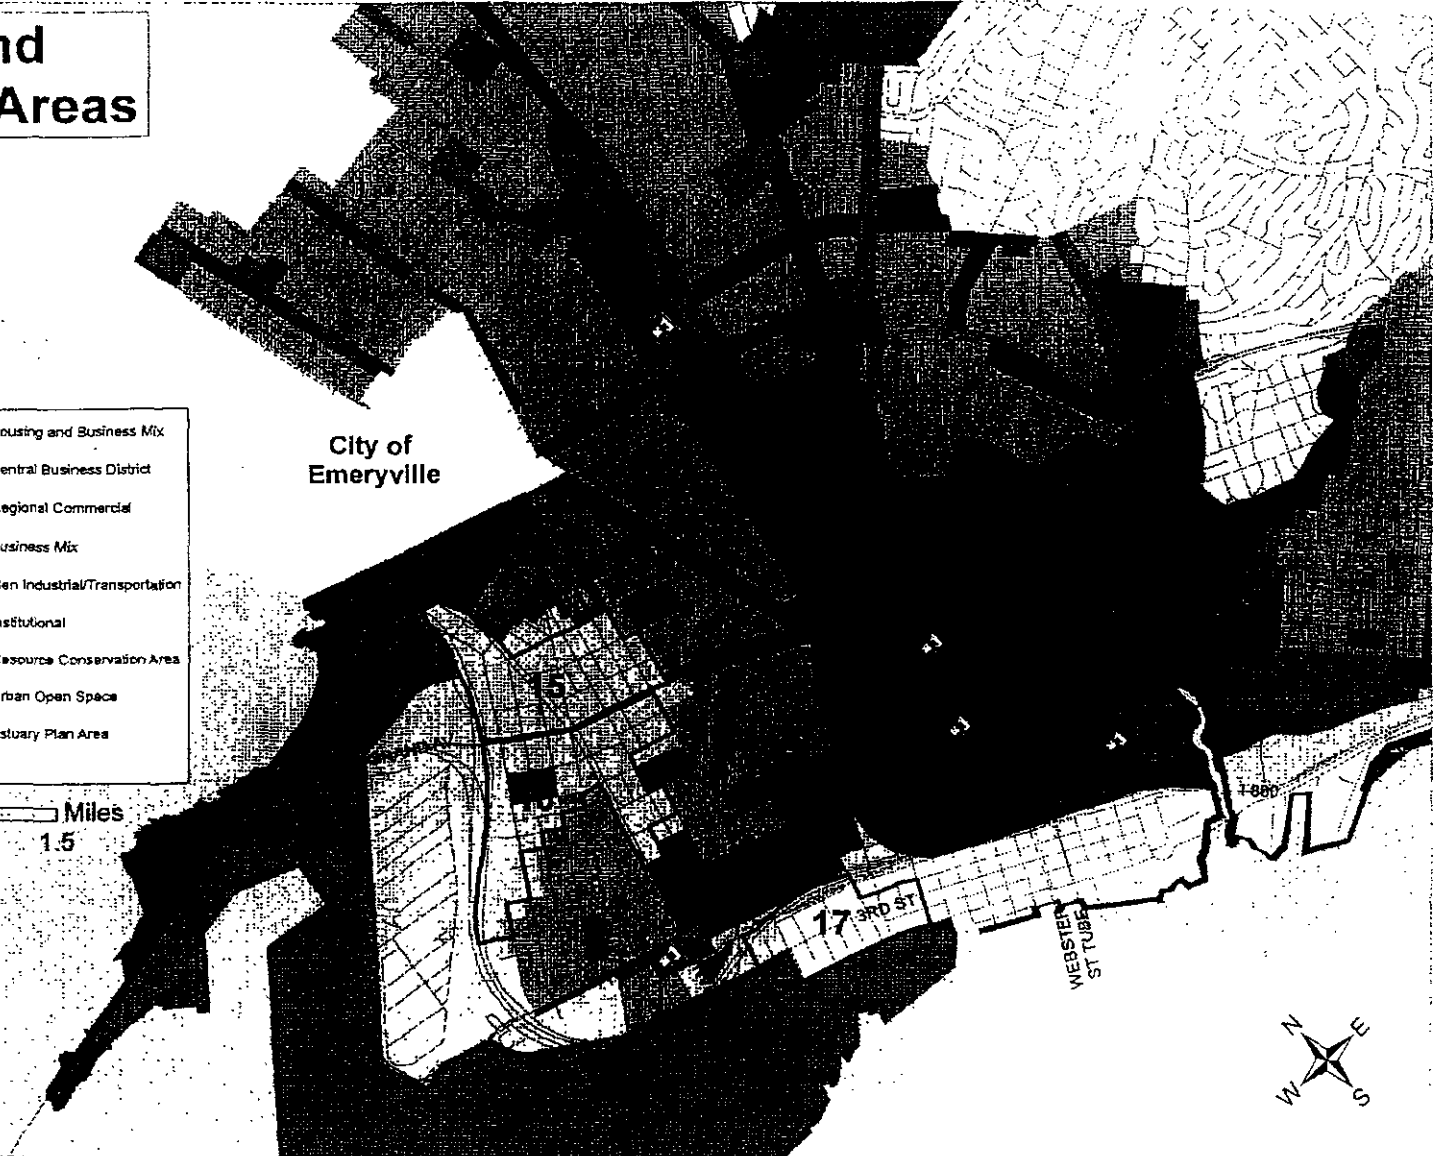 nd
Areas
City of
Emeryville
ousing and Business Mix
entral Business District
egional Commercial
usiness Mix
en Industrial/Transportation
nstitutional
esource Conservation Area
rban Open Space
stuary Plan Area
Miles
1.5
15
17
3RD ST
WEBSTER
ST TUBE
I-880
N
E
W
S